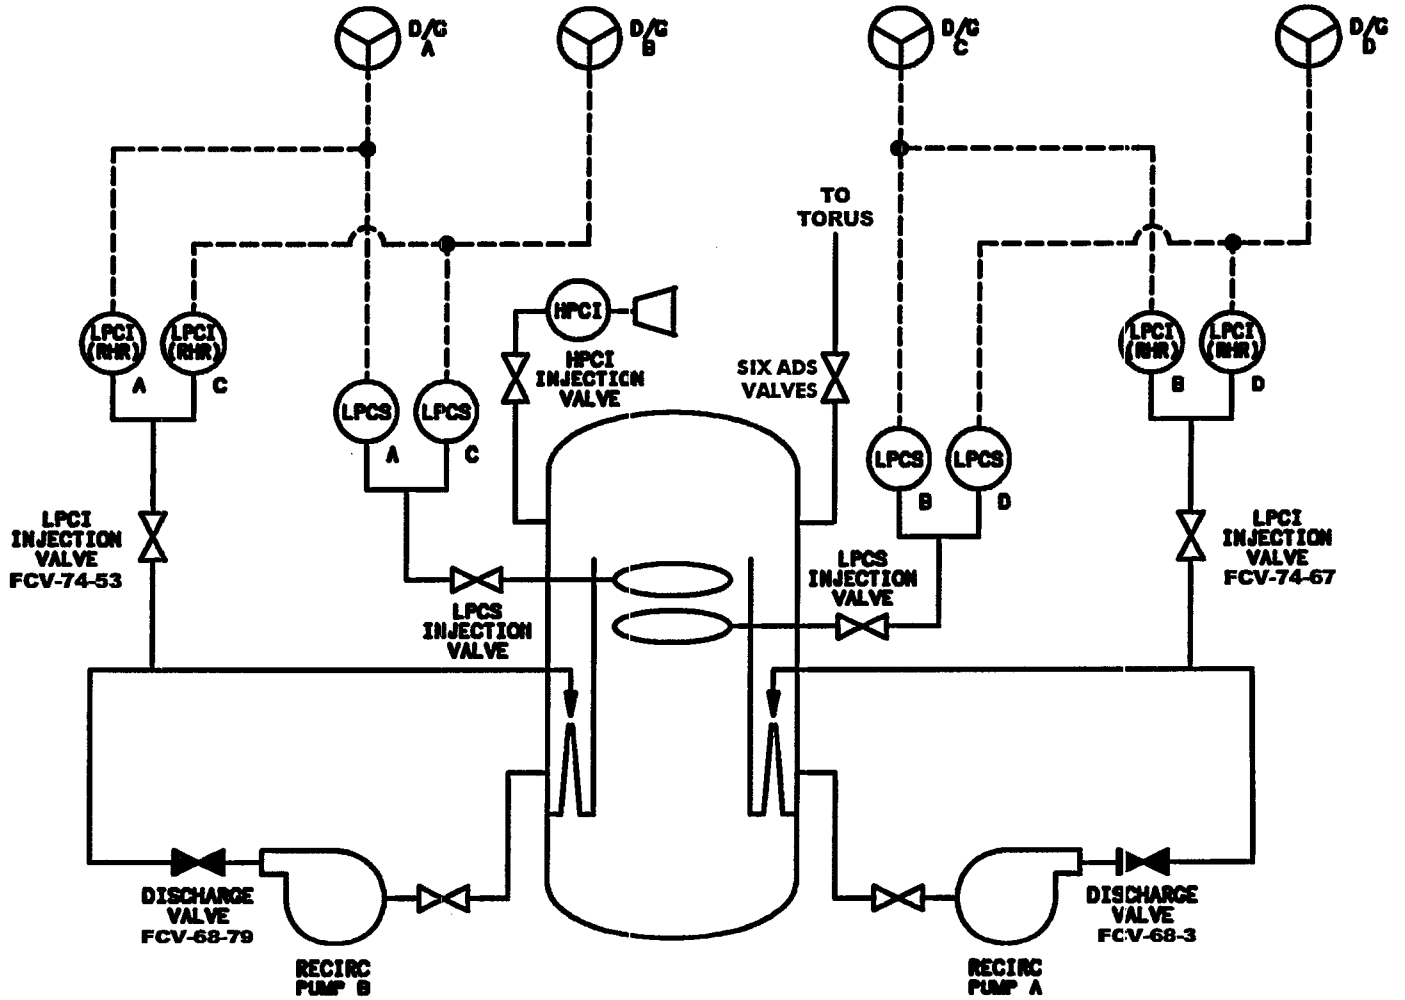 D/G
A
D/G
B
D/G
C
D/G
D
TO
TORUS
LPCI
(RHR)
A
LPCI
(RHR)
C
HPCI
HPCI
INJECTION
VALVE
SIX ADS
VALVES
LPCI
(RHR)
B
LPCI
(RHR)
D
LPCS
A
LPCS
C
LPCS
B
LPCS
D
LPCI
INJECTION
VALVE
FCV-74-53
LPCS
INJECTION
VALVE
LPCS
INJECTION
VALVE
LPCI
INJECTION
VALVE
FCV-74-67
DISCHARGE
VALVE
FCV-68-79
RECIRC
PUMP B
DISCHARGE
VALVE
FCV-68-3
RECIRC
PUMP A